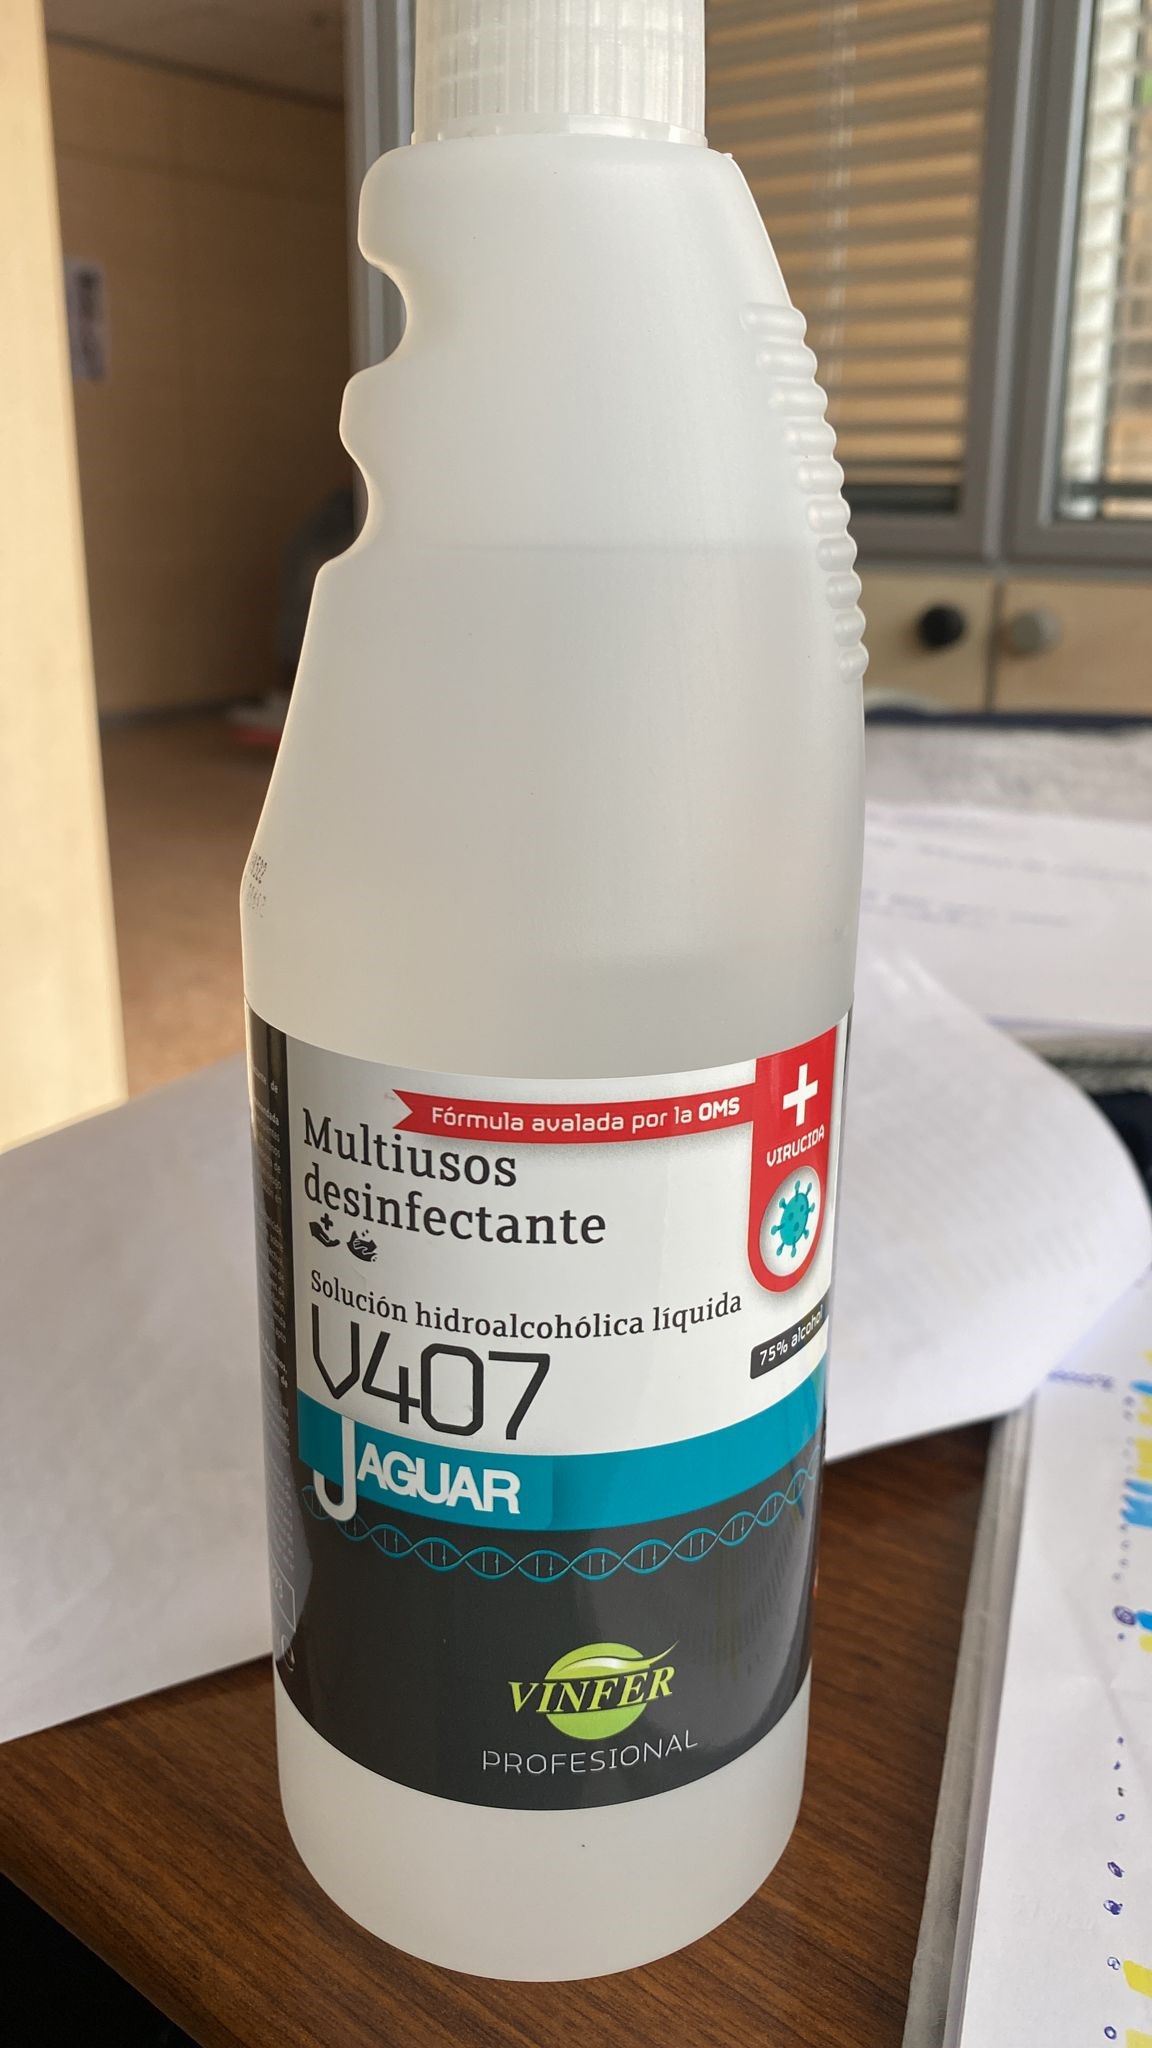 Fórmula avalada por la OMS
VIRUCIDA
Multiusos
desinfectante
Solución hidroalcohólica líquida
75% alcohol
V407
JAGUAR
VINFER
PROFESIONAL